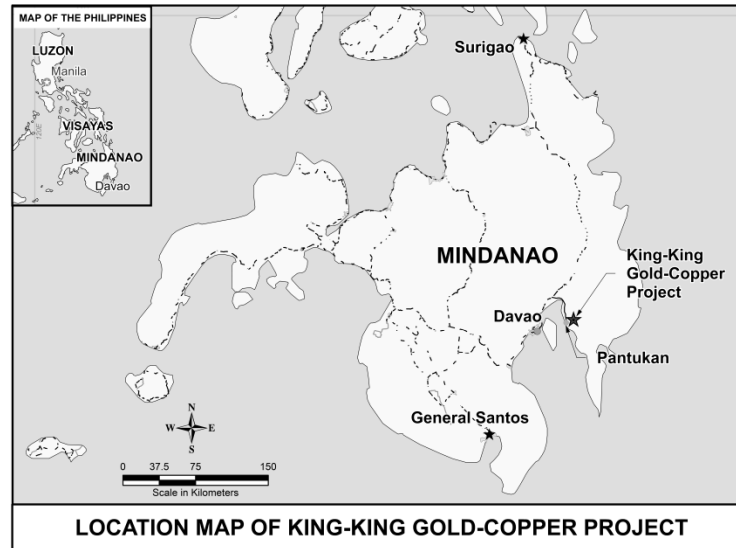 MAP OF THE PHILIPPINES
LUZON
Manila
120E
VISAYAS
MINDANAO
Davao
Surigao
MINDANAO
King-King
Gold-Copper
Project
Davao
Pantukan
General Santos
N
W E
S
0 37.5 75 150
Scale in Kilometers
LOCATION MAP OF KING-KING GOLD-COPPER PROJECT